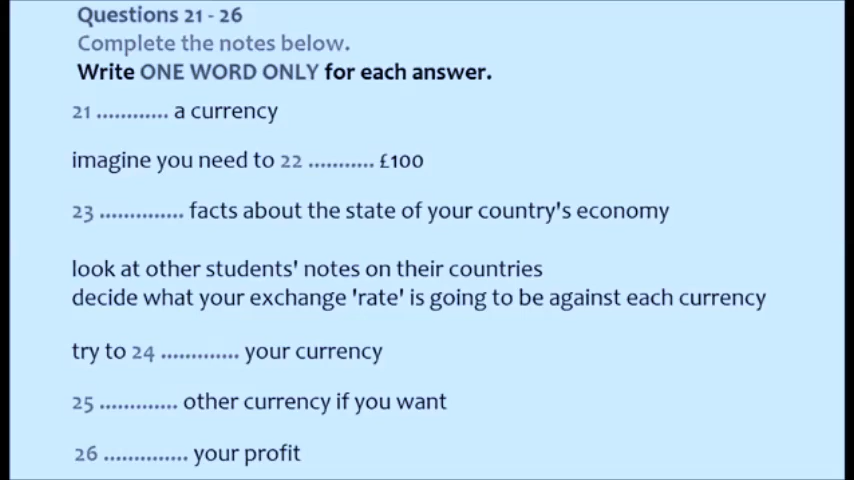 Questions 21 - 26
Complete the notes below.
Write ONE WORD ONLY for each answer.
21 ............ a currency
imagine you need to 22 ........... £100
23 .............. facts about the state of your country's economy
look at other students' notes on their countries
decide what your exchange 'rate' is going to be against each currency
try to 24 ............. your currency
25 ............. other currency if you want
26 .............. your profit